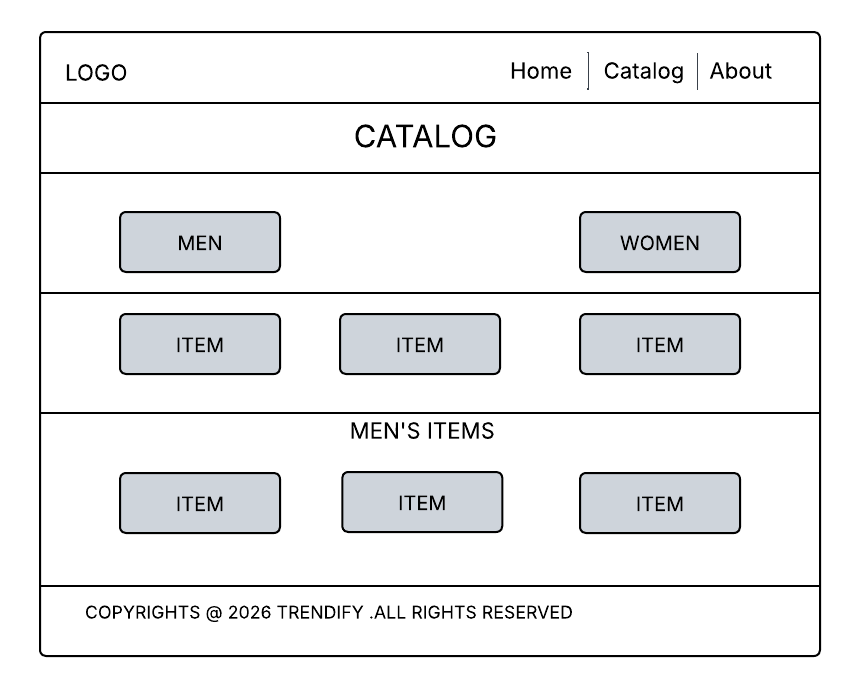 LOGO
Home Catalog About
CATALOG
MEN WOMEN
ITEM ITEM ITEM
MEN'S ITEMS
ITEM ITEM ITEM
COPYRIGHTS @ 2026 TRENDIFY .ALL RIGHTS RESERVED